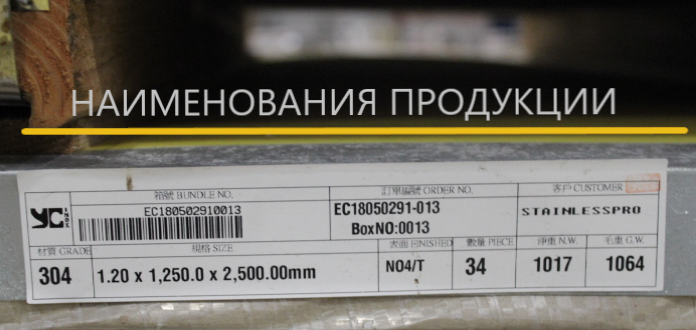 НАИМЕНОВАНИЯ ПРОДУКЦИИ
YC INOX
箱號 BUNDLE NO.
訂單編號 ORDER NO.
客戶 CUSTOMER
EC180502910013
EC18050291-013
BoxNO:0013
STAINLESSPRO
材質 GRADE
規格 SIZE
表面 FINISHED
數量 PIECE
淨重 N.W.
毛重 G.W.
304
1.20 x 1,250.0 x 2,500.00mm
NO4/T
34
1017
1064